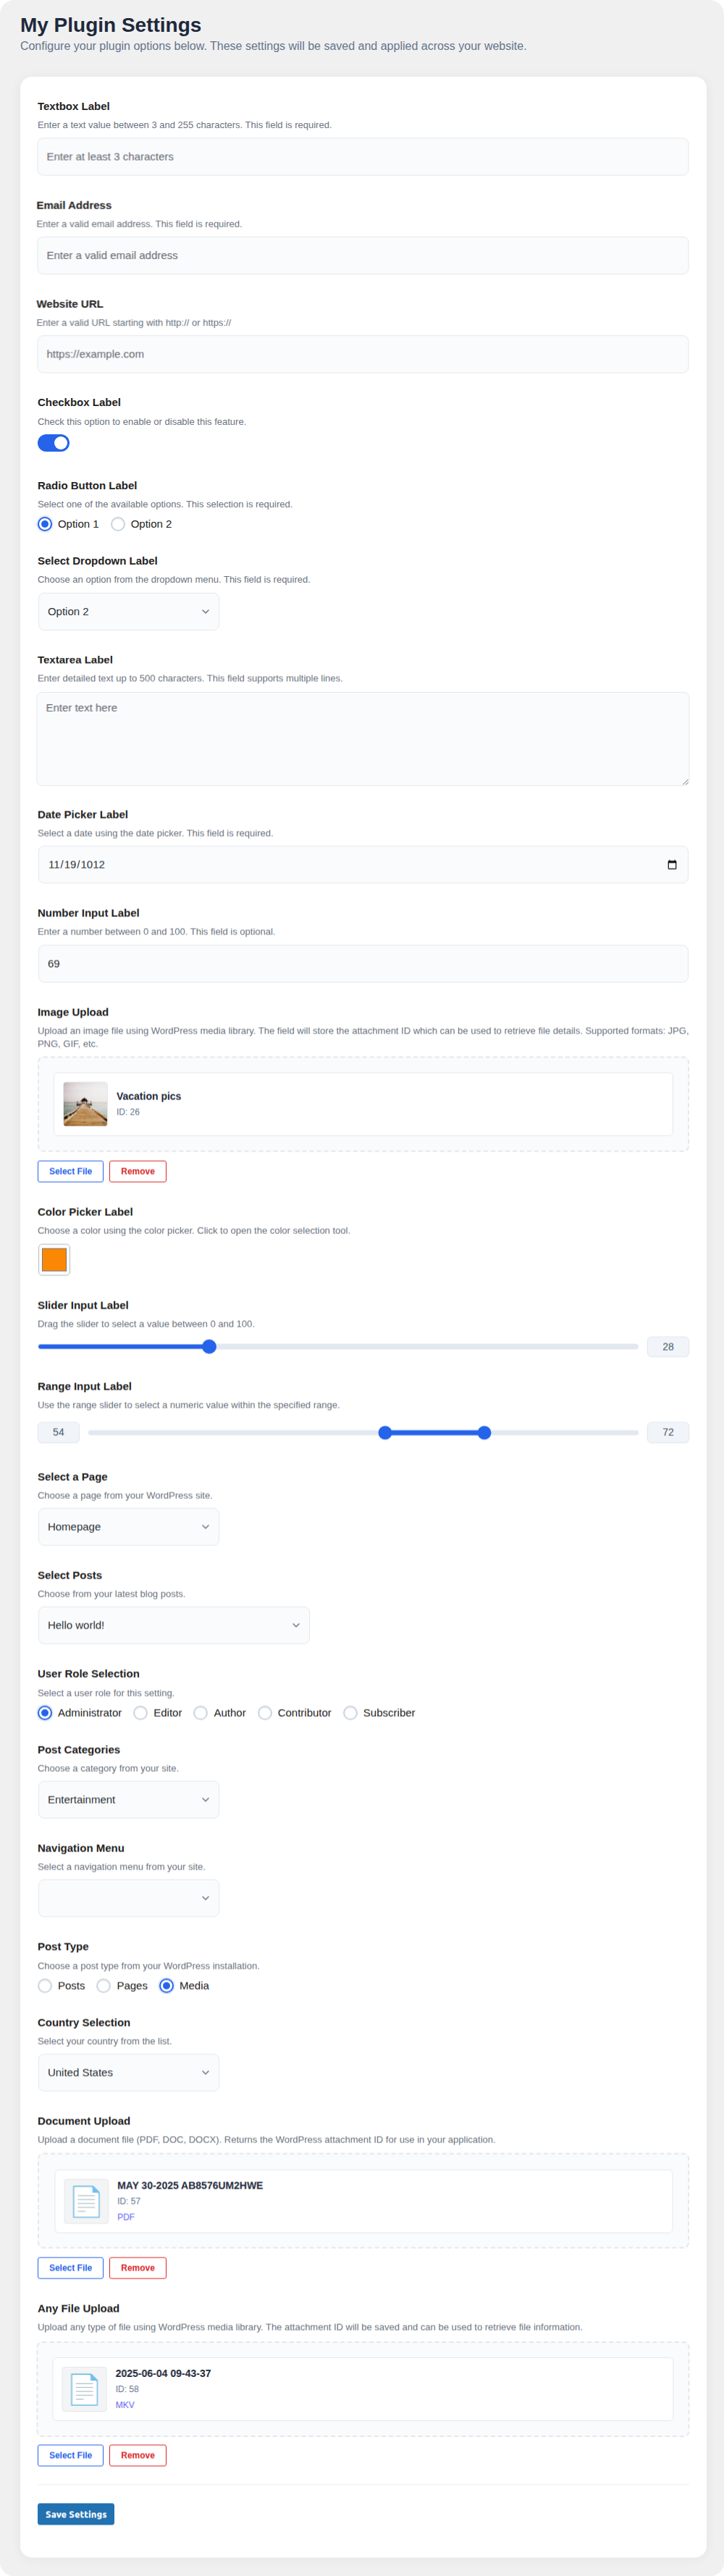 My Plugin Settings
Configure your plugin options below. These settings will be saved and applied across your website.
Textbox Label
Enter a text value between 3 and 255 characters. This field is required.
Enter at least 3 characters
Email Address
Enter a valid email address. This field is required.
Enter a valid email address
Website URL
Enter a valid URL starting with http:// or https://
https://example.com
Checkbox Label
Check this option to enable or disable this feature.
Radio Button Label
Select one of the available options. This selection is required.
Option 1 Option 2
Select Dropdown Label
Choose an option from the dropdown menu. This field is required.
Option 2
Textarea Label
Enter detailed text up to 500 characters. This field supports multiple lines.
Enter text here
Date Picker Label
Select a date using the date picker. This field is required.
11/19/1012
Number Input Label
Enter a number between 0 and 100. This field is optional.
69
Image Upload
Upload an image file using WordPress media library. The field will store the attachment ID which can be used to retrieve file details. Supported formats: JPG,
PNG, GIF, etc.
Vacation pics
ID: 26
Select File Remove
Color Picker Label
Choose a color using the color picker. Click to open the color selection tool.
Slider Input Label
Drag the slider to select a value between 0 and 100.
28
Range Input Label
Use the range slider to select a numeric value within the specified range.
54 72
Select a Page
Choose a page from your WordPress site.
Homepage
Select Posts
Choose from your latest blog posts.
Hello world!
User Role Selection
Select a user role for this setting.
Administrator Editor Author Contributor Subscriber
Post Categories
Choose a category from your site.
Entertainment
Navigation Menu
Select a navigation menu from your site.
Post Type
Choose a post type from your WordPress installation.
Posts Pages Media
Country Selection
Select your country from the list.
United States
Document Upload
Upload a document file (PDF, DOC, DOCX). Returns the WordPress attachment ID for use in your application.
MAY 30-2025 AB8576UM2HWE
ID: 57
PDF
Select File Remove
Any File Upload
Upload any type of file using WordPress media library. The attachment ID will be saved and can be used to retrieve file information.
2025-06-04 09-43-37
ID: 58
MKV
Select File Remove
Save Settings